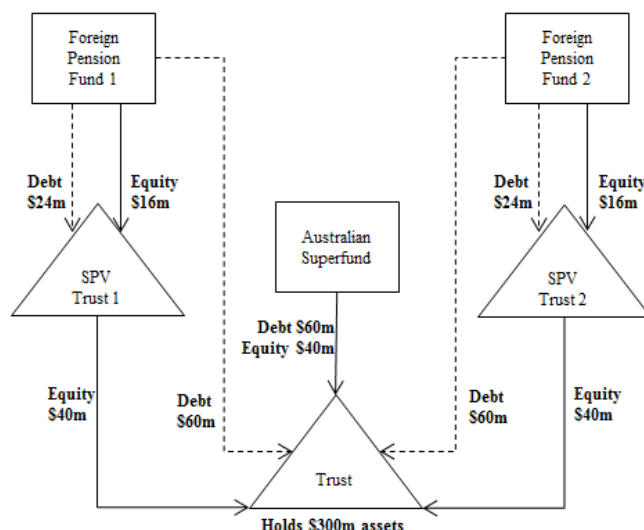 Foreign
Pension
Fund 1
Foreign
Pension
Fund 2
Debt
$24m
Equity
$16m
Debt
$24m
Equity
$16m
SPV
Trust 1
Australian
Superfund
SPV
Trust 2
Debt $60m
Equity $40m
Equity
$40m
Debt
$60m
Debt
$60m
Equity
$40m
Trust
Holds $300m assets